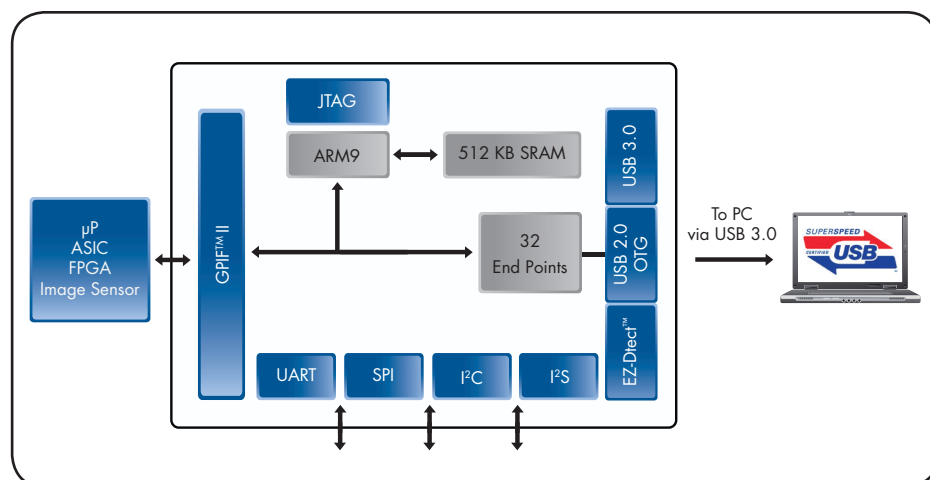 JTAG
ARM9
512 KB SRAM
USB 3.0
µP
ASIC
FPGA
Image Sensor
GPIF™ II
32
End Points
USB 2.0
OTG
To PC
via USB 3.0
SUPERSPEED
CERTIFIED USB
EZ-Dtect™
UART
SPI
I²C
I²S